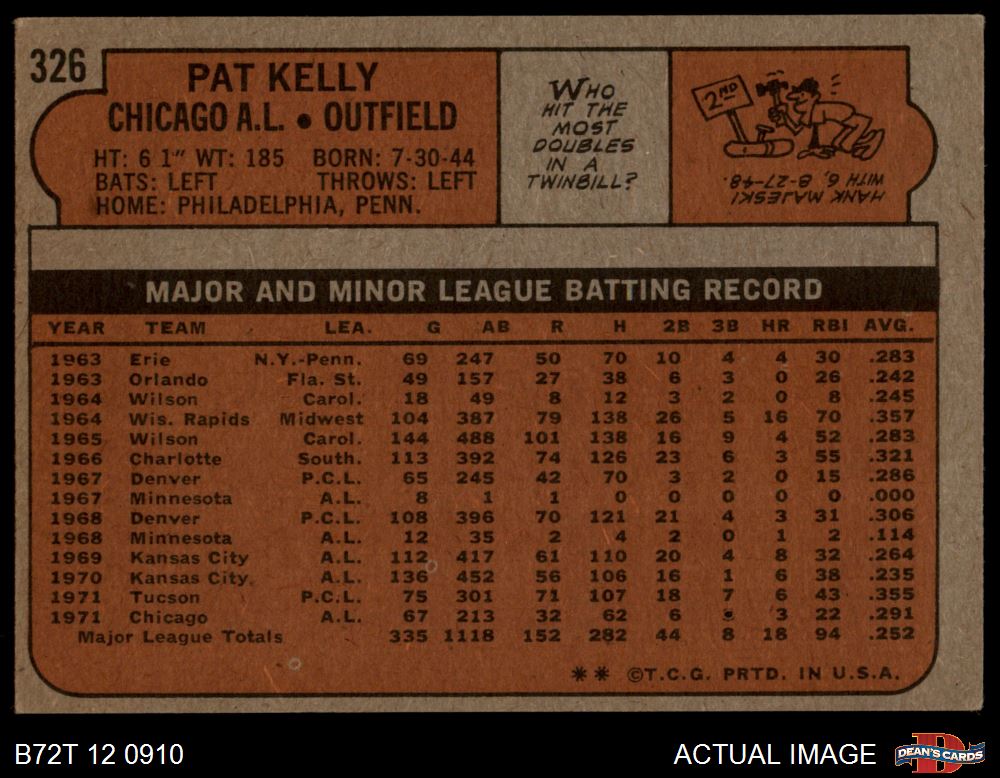 326
PAT KELLY
CHICAGO A.L. • OUTFIELD
HT: 6 1" WT: 185 BORN: 7-30-44
BATS: LEFT THROWS: LEFT
HOME: PHILADELPHIA, PENN.
WHO
HIT THE
MOST
DOUBLES
IN A
TWINBILL?
2ND
HANK MAJESKI
WITH 6, 8-27-48.
MAJOR AND MINOR LEAGUE BATTING RECORD
YEAR TEAM LEA. G AB R H 2B 3B HR RBI AVG.
1963 Erie N.Y.-Penn. 69 247 50 70 10 4 4 30 .283
1963 Orlando Fla. St. 49 157 27 38 6 3 0 26 .242
1964 Wilson Carol. 18 49 8 12 3 2 0 8 .245
1964 Wis. Rapids Midwest 104 387 79 138 26 5 16 70 .357
1965 Wilson Carol. 144 488 101 138 16 9 4 52 .283
1966 Charlotte South. 113 392 74 126 23 6 3 55 .321
1967 Denver P.C.L. 65 245 42 70 3 2 0 15 .286
1967 Minnesota A.L. 8 1 1 0 0 0 0 0 .000
1968 Denver P.C.L. 108 396 70 121 21 4 3 31 .306
1968 Minnesota A.L. 12 35 2 4 2 0 1 2 .114
1969 Kansas City A.L. 112 417 61 110 20 4 8 32 .264
1970 Kansas City A.L. 136 452 56 106 16 1 6 38 .235
1971 Tucson P.C.L. 75 301 71 107 18 7 6 43 .355
1971 Chicago A.L. 67 213 32 62 6 3 22 .291
Major League Totals 335 1118 152 282 44 8 18 94 .252
** ©T.C.G. PRTD. IN U.S.A.
B72T 12 0910
ACTUAL IMAGE
DEAN'S CARDS